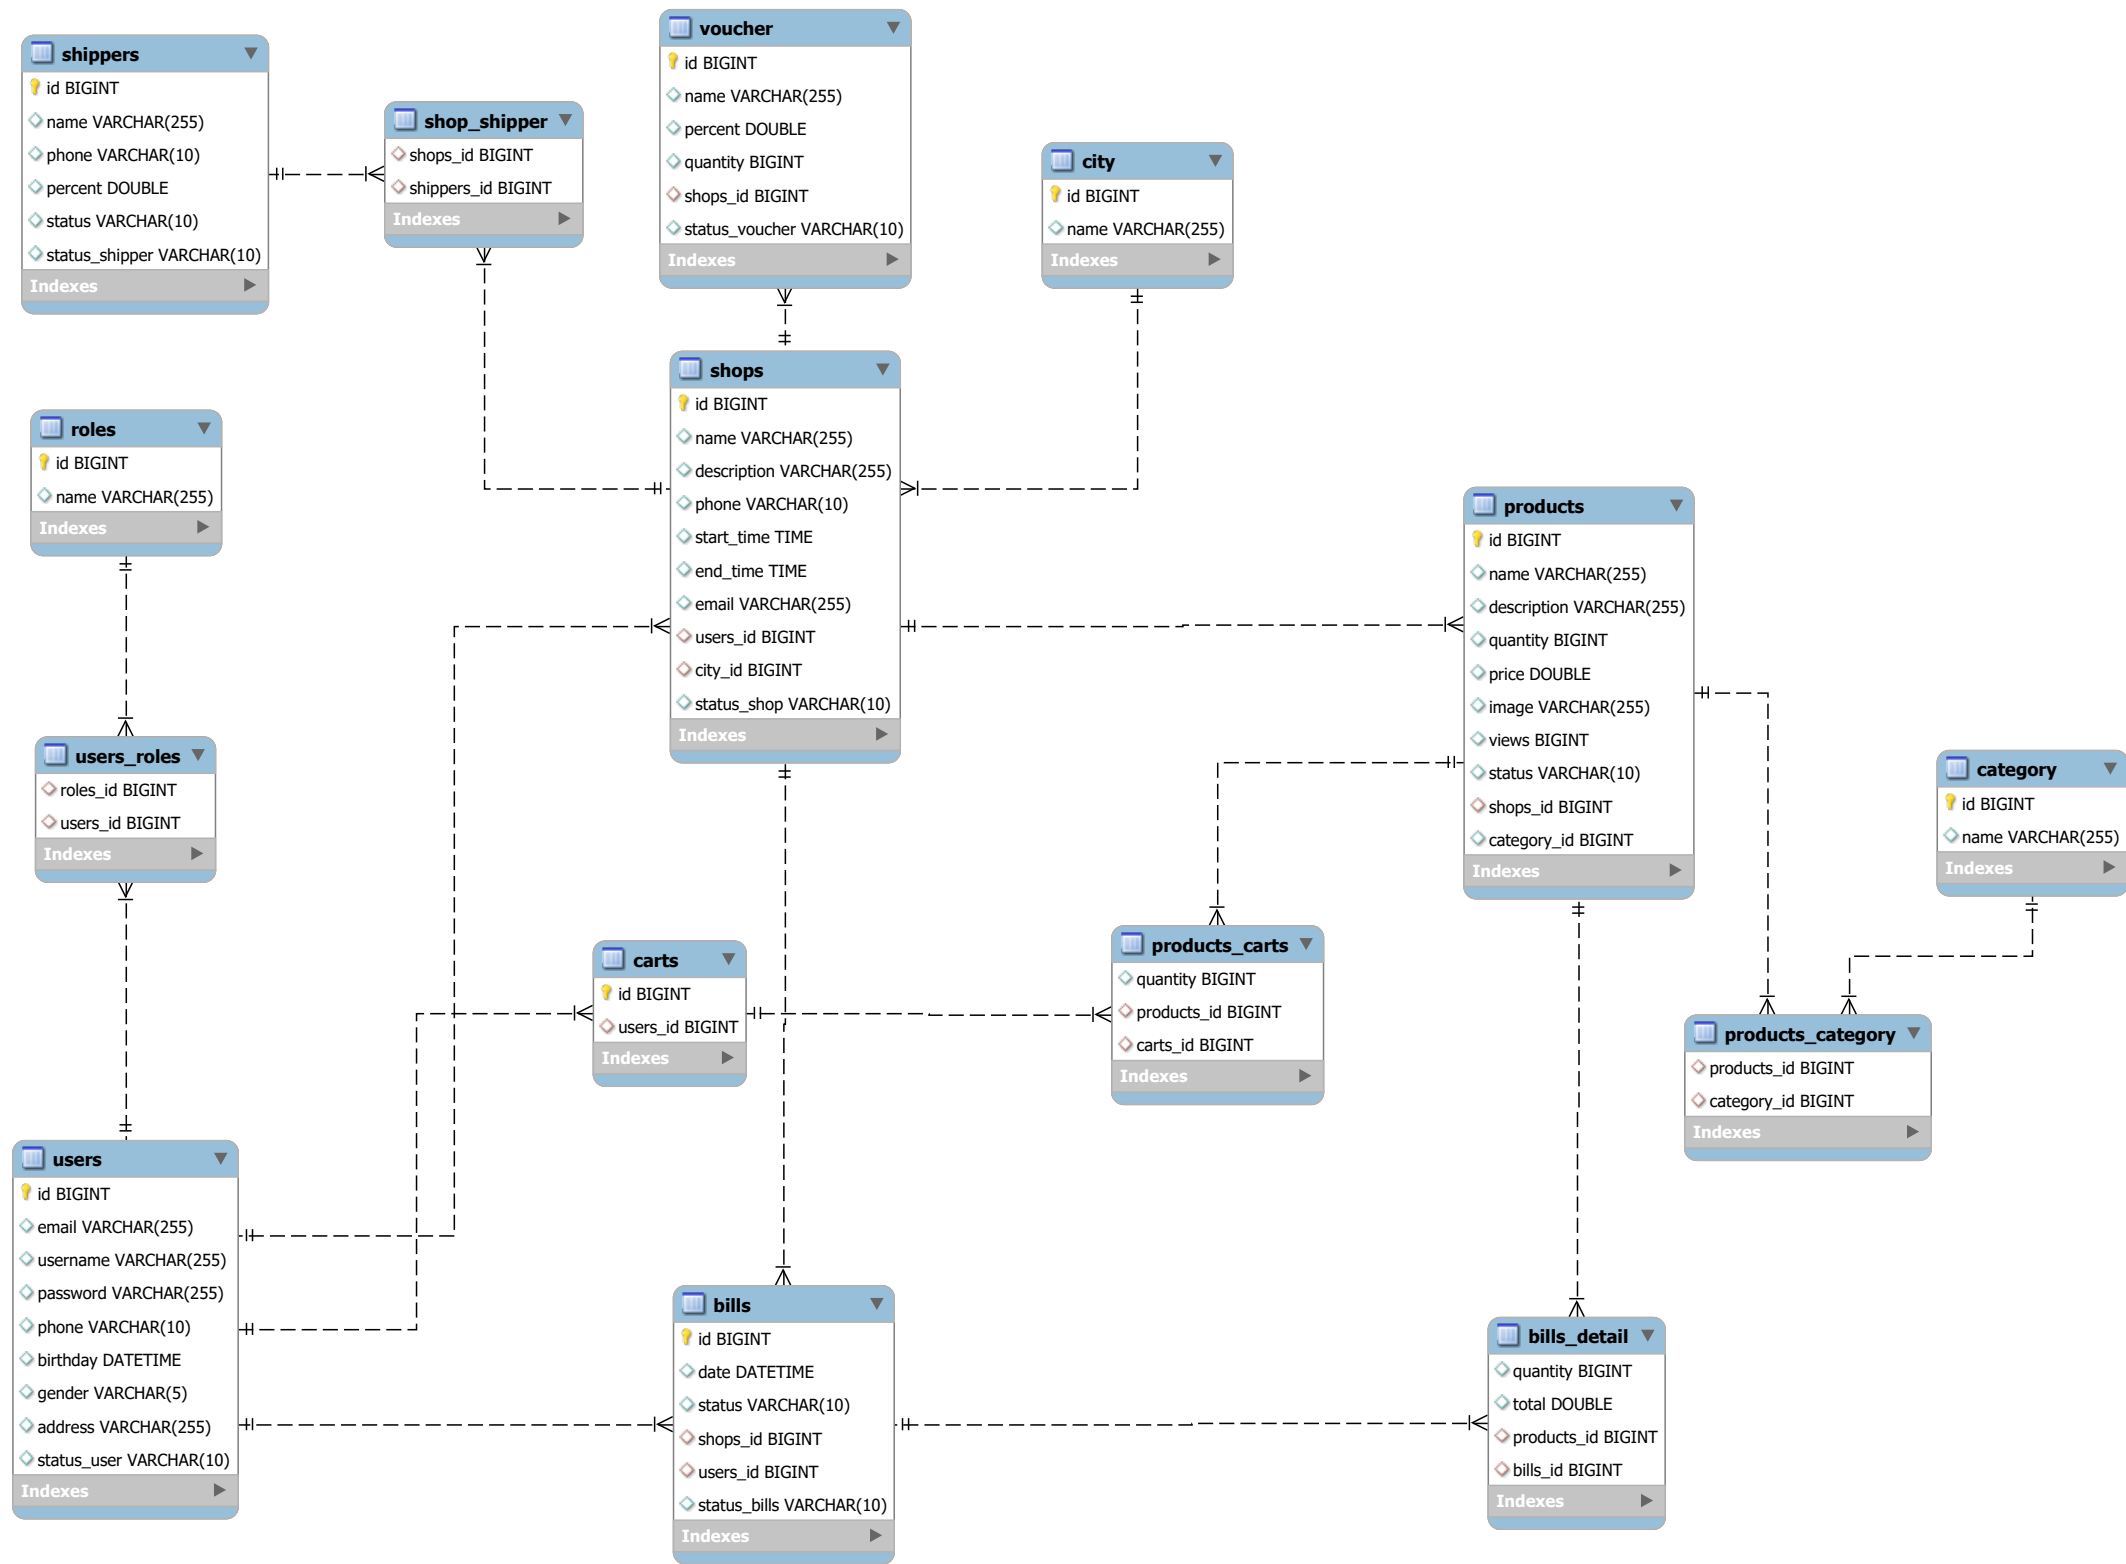 shippers
id BIGINT
name VARCHAR(255)
phone VARCHAR(10)
percent DOUBLE
status VARCHAR(10)
status_shipper VARCHAR(10)
Indexes
shop_shipper
shops_id BIGINT
shippers_id BIGINT
Indexes
voucher
id BIGINT
name VARCHAR(255)
percent DOUBLE
quantity BIGINT
shops_id BIGINT
status_voucher VARCHAR(10)
Indexes
city
id BIGINT
name VARCHAR(255)
Indexes
shops
id BIGINT
name VARCHAR(255)
description VARCHAR(255)
phone VARCHAR(10)
start_time TIME
end_time TIME
email VARCHAR(255)
users_id BIGINT
city_id BIGINT
status_shop VARCHAR(10)
Indexes
roles
id BIGINT
name VARCHAR(255)
Indexes
products
id BIGINT
name VARCHAR(255)
description VARCHAR(255)
quantity BIGINT
price DOUBLE
image VARCHAR(255)
views BIGINT
status VARCHAR(10)
shops_id BIGINT
category_id BIGINT
Indexes
users_roles
roles_id BIGINT
users_id BIGINT
Indexes
category
id BIGINT
name VARCHAR(255)
Indexes
carts
id BIGINT
users_id BIGINT
Indexes
products_carts
quantity BIGINT
products_id BIGINT
carts_id BIGINT
Indexes
products_category
products_id BIGINT
category_id BIGINT
Indexes
users
id BIGINT
email VARCHAR(255)
username VARCHAR(255)
password VARCHAR(255)
phone VARCHAR(10)
birthday DATETIME
gender VARCHAR(5)
address VARCHAR(255)
status_user VARCHAR(10)
Indexes
bills
id BIGINT
date DATETIME
status VARCHAR(10)
shops_id BIGINT
users_id BIGINT
status_bills VARCHAR(10)
Indexes
bills_detail
quantity BIGINT
total DOUBLE
products_id BIGINT
bills_id BIGINT
Indexes